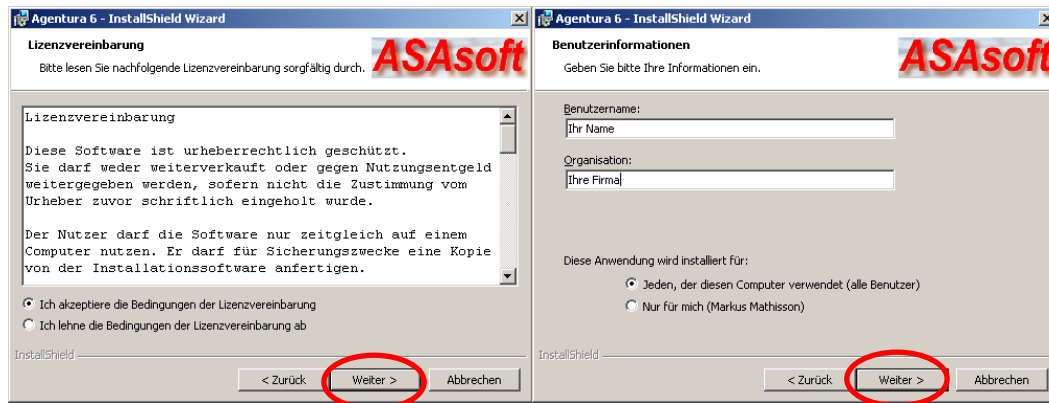 Agentura 6 - InstallShield Wizard
Lizenzvereinbarung
Bitte lesen Sie nachfolgende Lizenzvereinbarung sorgfältig durch.
ASAsoft
Lizenzvereinbarung
Diese Software ist urheberrechtlich geschützt.
Sie darf weder weiterverkauft oder gegen Nutzungsentgeld
weitergegeben werden, sofern nicht die Zustimmung vom
Urheber zuvor schriftlich eingeholt wurde.
Der Nutzer darf die Software nur zeitgleich auf einem
Computer nutzen. Er darf für Sicherungszwecke eine Kopie
von der Installationssoftware anfertigen.
Ich akzeptiere die Bedingungen der Lizenzvereinbarung
Ich lehne die Bedingungen der Lizenzvereinbarung ab
InstallShield
< Zurück Weiter > Abbrechen
Agentura 6 - InstallShield Wizard
Benutzerinformationen
Geben Sie bitte Ihre Informationen ein.
ASAsoft
Benutzername:
Ihr Name
Organisation:
Ihre Firma
Diese Anwendung wird installiert für:
Jeden, der diesen Computer verwendet (alle Benutzer)
Nur für mich (Markus Mathisson)
InstallShield
< Zurück Weiter > Abbrechen